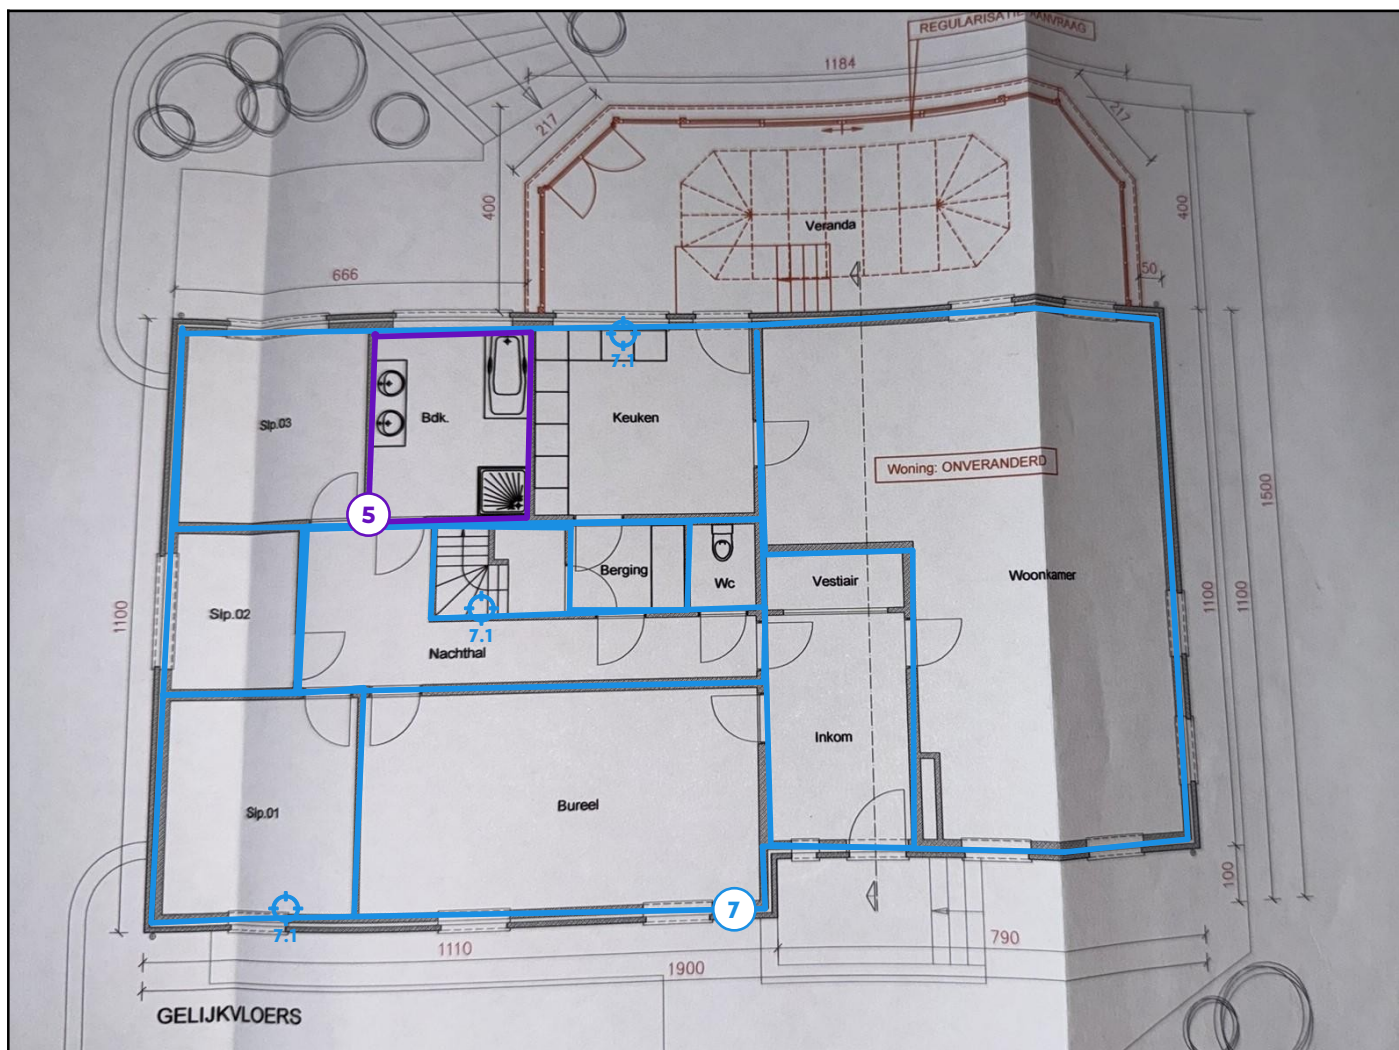 REGULARISATIE AANVRAAG
1184
217
217
400
Veranda
400
666
50
7.1
Slp.03
Bdk.
Keuken
Woning: ONVERANDERD
1500
5
Berging
Wc
Vestiair
Woonkamer
1100
1100
1100
Slp.02
7.1
Nachthal
Inkom
Slp.01
Bureel
100
7
7.1
1110
790
1900
GELIJKVLOERS